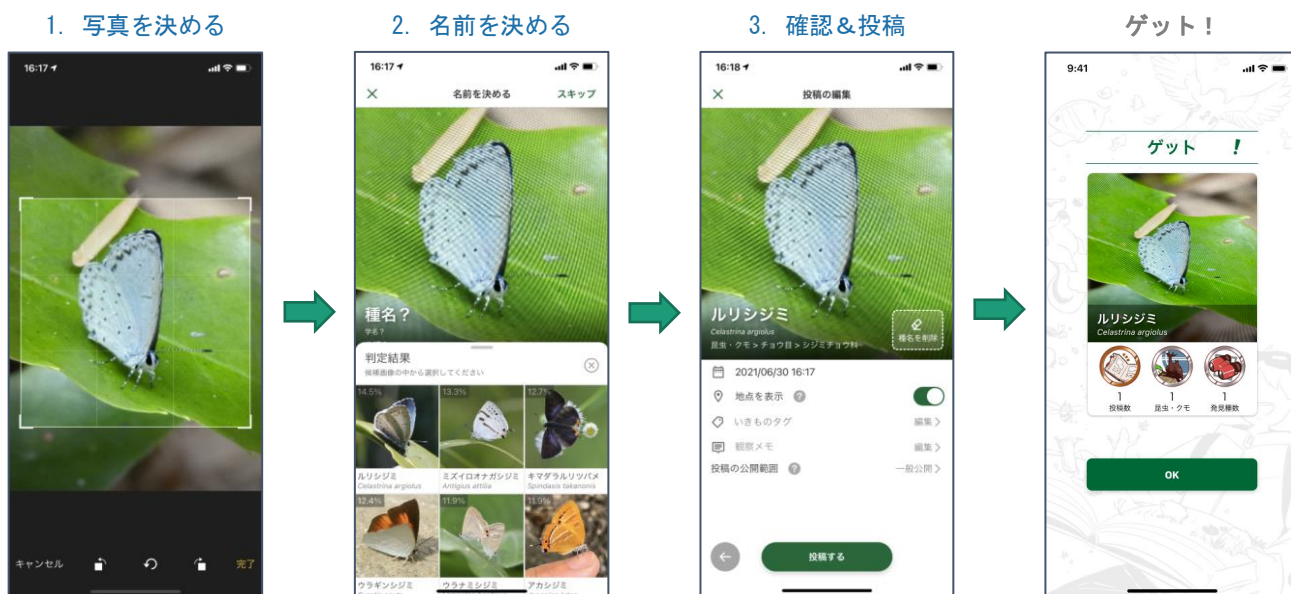 1. 写真を決める
2. 名前を決める
3. 確認＆投稿
ゲット！
16:17
キャンセル
完了
16:17
名前を決める
スキップ
種名？
学名？
判定結果
候補画像の中から選択してください
14.5%
13.3%
12.7%
ルリシジミ
Celastrina argiolus
ミズイロオナガシジミ
Antigius attilia
キマダラルリツバメ
Spindasis takanonis
12.4%
11.9%
11.9%
ウラギンシジミ
ウラナミシジミ
アカシジミ
16:18
投稿の編集
ルリシジミ
Celastrina argiolus
昆虫・クモ > チョウ目 > シジミチョウ科
種名を削除
2021/06/30 16:17
地点を表示
いきものタグ
編集
観察メモ
編集
投稿の公開範囲
一般公開
投稿する
9:41
ゲット !
ルリシジミ
Celastrina argiolus
1
投稿数
1
昆虫・クモ
1
発見種数
OK